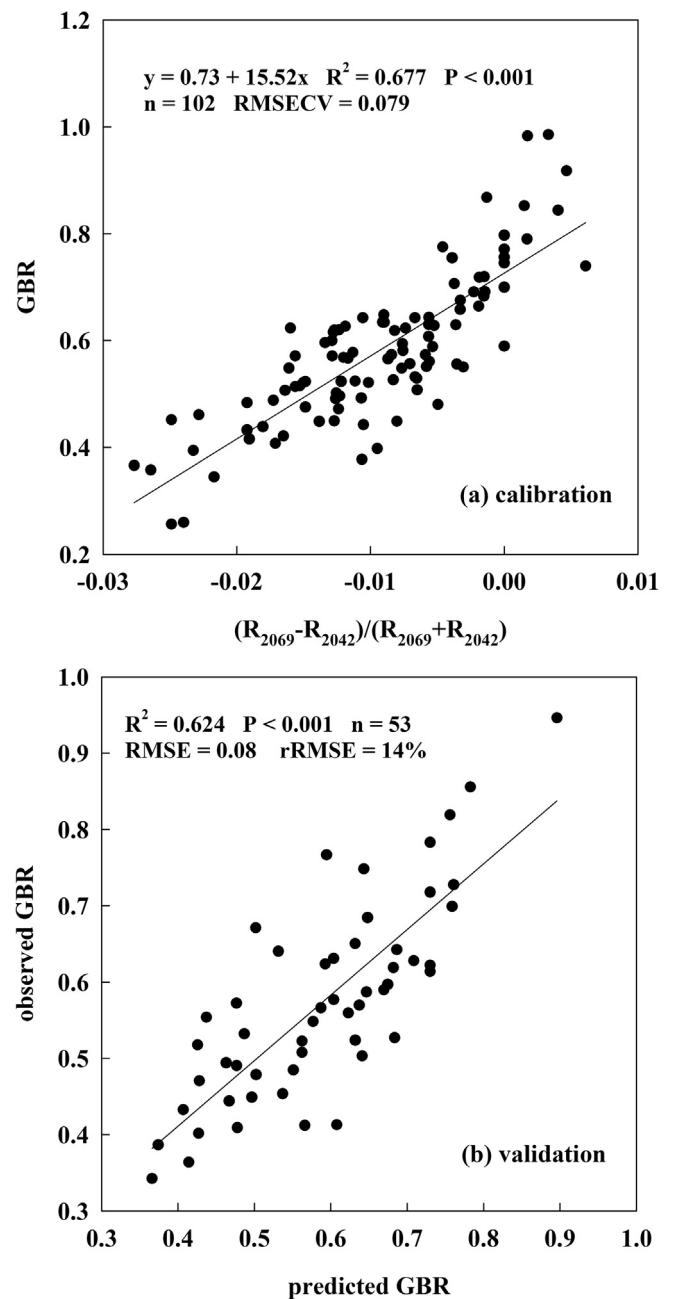 1.2
y = 0.73 + 15.52x R² = 0.677 P < 0.001
n = 102 RMSECV = 0.079
1.0
0.8
GBR
0.6
0.4
(a) calibration
0.2
-0.03 -0.02 -0.01 0.00 0.01
(R₂₀₆₉-R₂₀₄₂)/(R₂₀₆₉+R₂₀₄₂)
1.0
R² = 0.624 P < 0.001 n = 53
RMSE = 0.08 rRMSE = 14%
0.9
0.8
0.7
observed GBR
0.6
0.5
0.4
(b) validation
0.3
0.3 0.4 0.5 0.6 0.7 0.8 0.9 1.0
predicted GBR